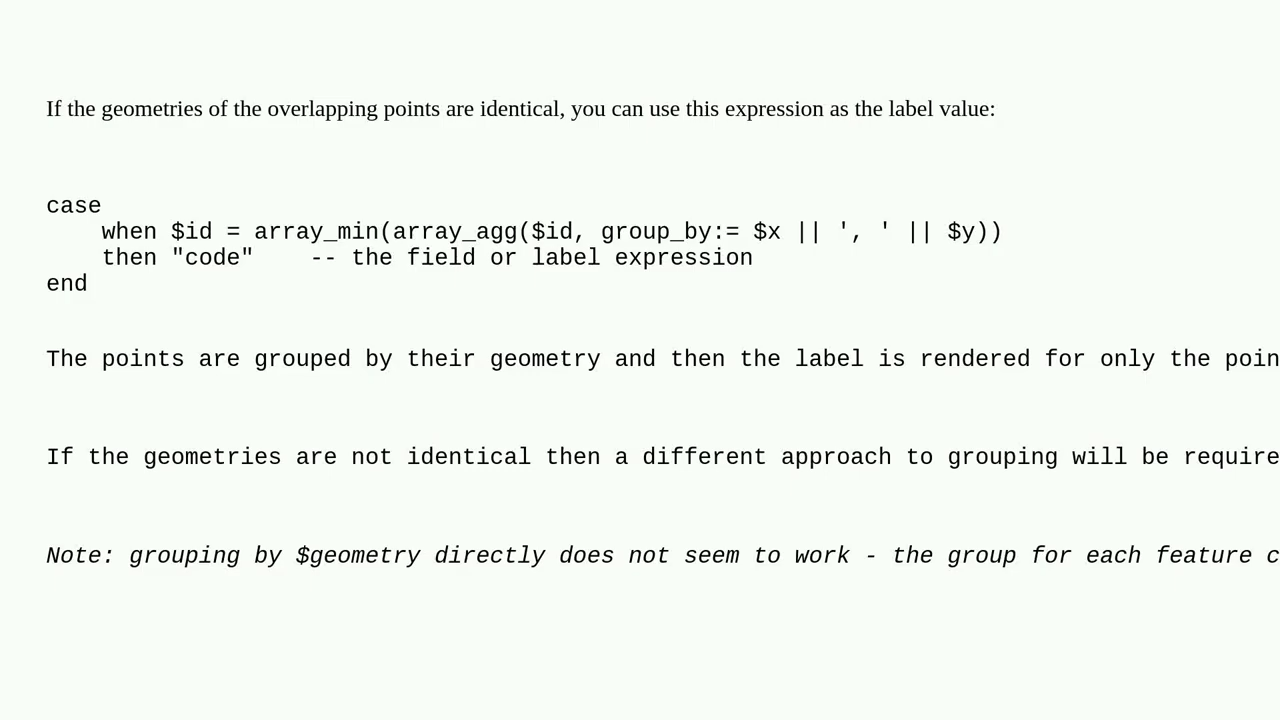 If the geometries of the overlapping points are identical, you can use this expression as the label value:
case
    when $id = array_min(array_agg($id, group_by:= $x || ', ' || $y))
    then "code"    -- the field or label expression
end
The points are grouped by their geometry and then the label is rendered for only the poin
If the geometries are not identical then a different approach to grouping will be require
Note: grouping by $geometry directly does not seem to work - the group for each feature c